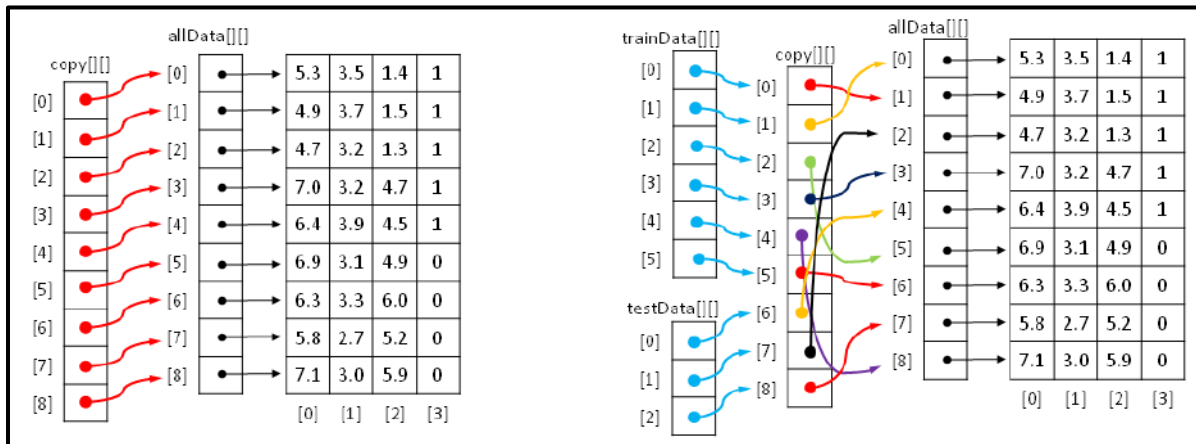 allData[][]
copy[][]
[0] [0] 5.3 3.5 1.4 1
[1] [1] 4.9 3.7 1.5 1
[2] [2] 4.7 3.2 1.3 1
[3] [3] 7.0 3.2 4.7 1
[4] [4] 6.4 3.9 4.5 1
[5] [5] 6.9 3.1 4.9 0
[6] [6] 6.3 3.3 6.0 0
[7] [7] 5.8 2.7 5.2 0
[8] [8] 7.1 3.0 5.9 0
[0] [1] [2] [3]
allData[][]
trainData[][]
copy[][]
[0] [0] [0] 5.3 3.5 1.4 1
[1] [1] [1] 4.9 3.7 1.5 1
[2] [2] [2] 4.7 3.2 1.3 1
[3] [3] [3] 7.0 3.2 4.7 1
[4] [4] [4] 6.4 3.9 4.5 1
[5] [5] [5] 6.9 3.1 4.9 0
[6] [6] 6.3 3.3 6.0 0
testData[][]
[0] [7] [7] 5.8 2.7 5.2 0
[1] [8] [8] 7.1 3.0 5.9 0
[2]
[0] [1] [2] [3]